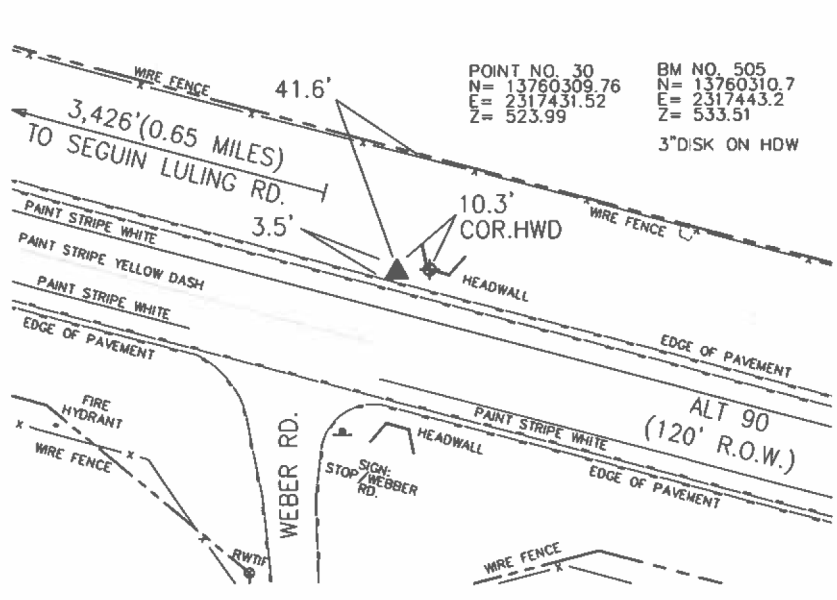 WIRE FENCE
41.6'
POINT NO. 30
N= 13760309.76
E= 2317431.52
Z= 523.99
BM NO. 505
N= 13760310.7
E= 2317443.2
Z= 533.51
3"DISK ON HDW
3,426'(0.65 MILES)
TO SEGUIN LULING RD.
10.3'
COR.HWD
3.5'
WIRE FENCE
PAINT STRIPE WHITE
PAINT STRIPE YELLOW DASH
PAINT STRIPE WHITE
EDGE OF PAVEMENT
HEADWALL
EDGE OF PAVEMENT
ALT 90
(120' R.O.W.)
PAINT STRIPE WHITE
EDGE OF PAVEMENT
FIRE
HYDRANT
WIRE FENCE
WEBER RD.
HEADWALL
SIGN:
STOP/WEBBER
RD.
RWTIF
WIRE FENCE